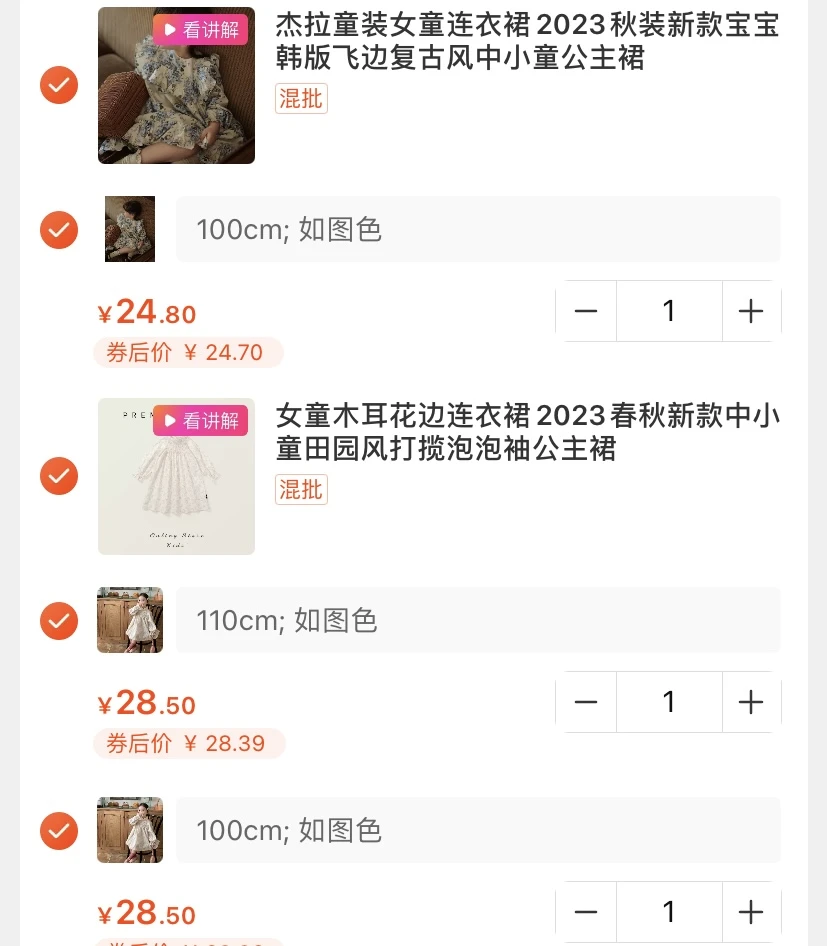 看讲解
杰拉童装女童连衣裙2023秋装新款宝宝
韩版飞边复古风中小童公主裙
混批
100cm; 如图色
¥24.80
1
券后价 ¥ 24.70
PREM
看讲解
女童木耳花边连衣裙2023春秋新款中小
童田园风打揽泡泡袖公主裙
混批
Kids
110cm; 如图色
¥28.50
1
券后价 ¥ 28.39
100cm; 如图色
¥28.50
1